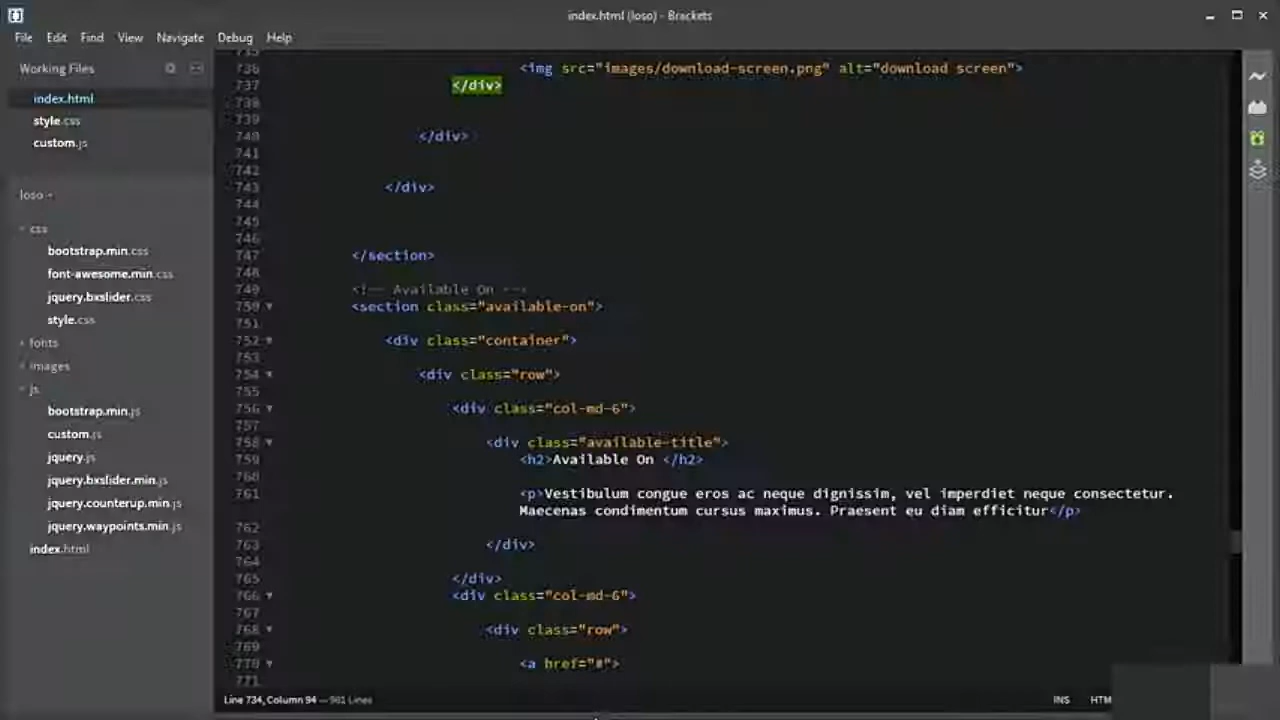 index.html (loso) - Brackets
File Edit Find View Navigate Debug Help
Working Files
index.html
style.css
custom.js
loso
css
bootstrap.min.css
font-awesome.min.css
jquery.bxslider.css
style.css
fonts
images
js
bootstrap.min.js
custom.js
jquery.js
jquery.bxslider.min.js
jquery.counterup.min.js
jquery.waypoints.min.js
index.html
735
736 <img src="images/download-screen.png" alt="download screen">
737 </div>
738
739
740 </div>
741
742
743 </div>
744
745
746
747 </section>
748
749 <!-- Available On -->
750 <section class="available-on">
751
752 <div class="container">
753
754 <div class="row">
755
756 <div class="col-md-6">
757
758 <div class="available-title">
759 <h2>Available On </h2>
760
761 <p>Vestibulum congue eros ac neque dignissim, vel imperdiet neque consectetur.
Maecenas condimentum cursus maximus. Praesent eu diam efficitur</p>
762
763 </div>
764
765 </div>
766 <div class="col-md-6">
767
768 <div class="row">
769
770 <a href="#">
771
Line 734, Column 94 — 981 Lines
INS HTM